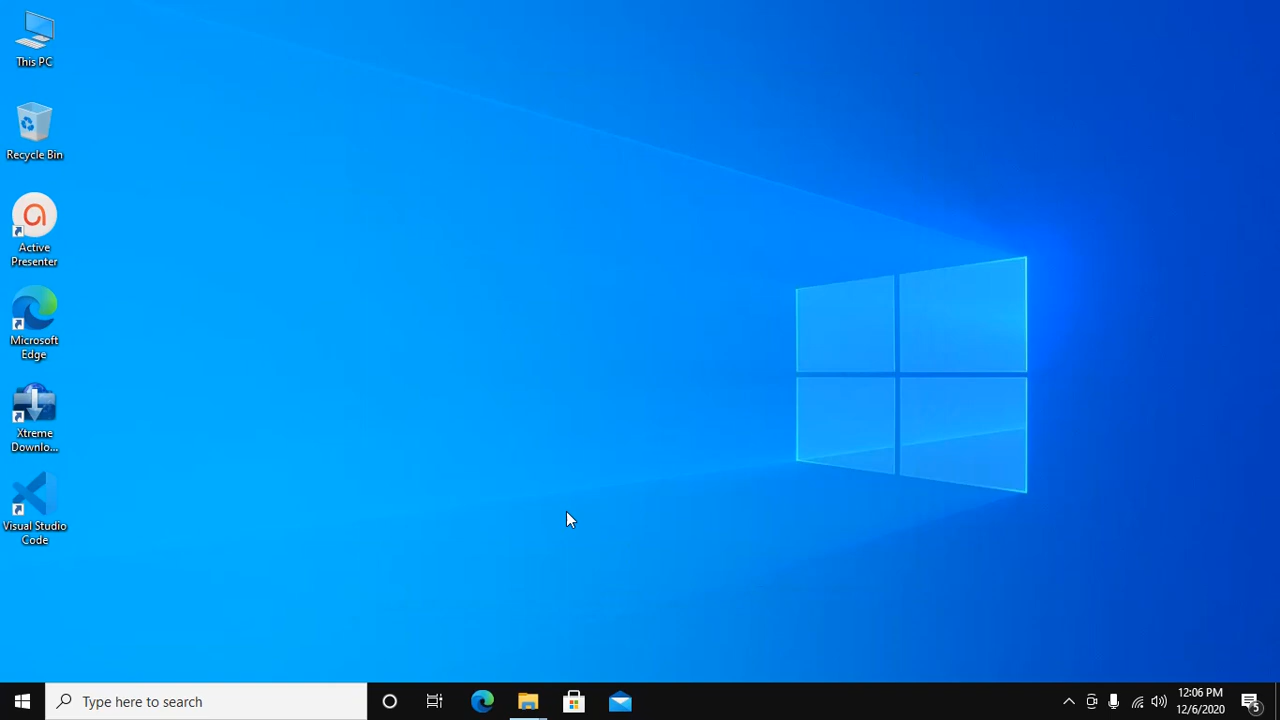 This PC
Recycle Bin
Active
Presenter
Microsoft
Edge
Xtreme
Downlo...
Visual Studio
Code
Type here to search
12:06 PM
12/6/2020
5